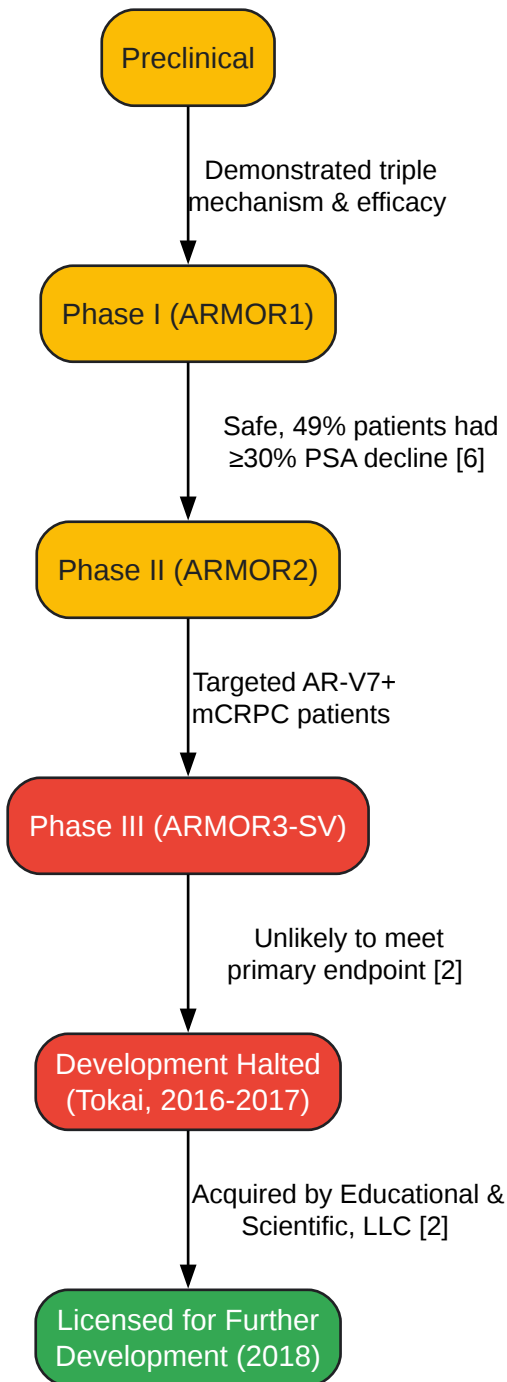 Preclinical
Demonstrated triple
mechanism & efficacy
Phase I (ARMOR1)
Safe, 49% patients had
≥30% PSA decline [6]
Phase II (ARMOR2)
Targeted AR-V7+
mCRPC patients
Phase III (ARMOR3-SV)
Unlikely to meet
primary endpoint [2]
Development Halted
(Tokai, 2016-2017)
Acquired by Educational &
Scientific, LLC [2]
Licensed for Further
Development (2018)